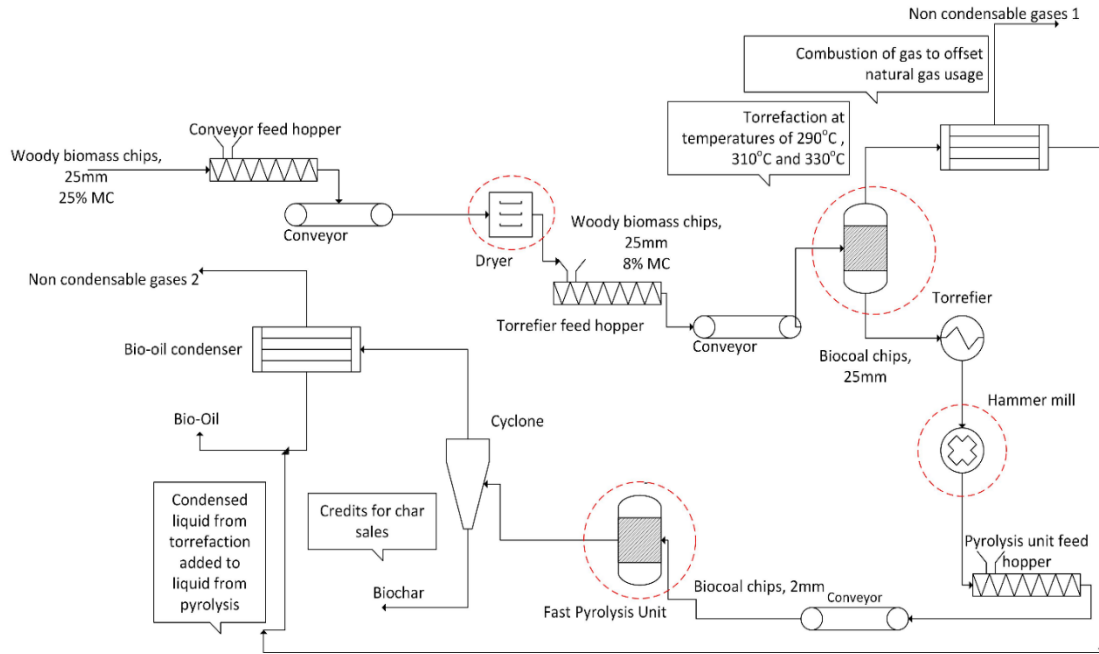 Non condensable gases 1
Combustion of gas to offset
natural gas usage
Torrefaction at
temperatures of 290°C ,
310°C and 330°C
Conveyor feed hopper
Woody biomass chips,
25mm
25% MC
Conveyor
Dryer
Woody biomass chips,
25mm
8% MC
Torrefier feed hopper
Conveyor
Torrefier
Biocoal chips,
25mm
Hammer mill
Non condensable gases 2
Bio-oil condenser
Bio-Oil
Cyclone
Condensed
liquid from
torrefaction
added to
liquid from
pyrolysis
Credits for char
sales
Biochar
Fast Pyrolysis Unit
Biocoal chips, 2mm
Conveyor
Pyrolysis unit feed
hopper